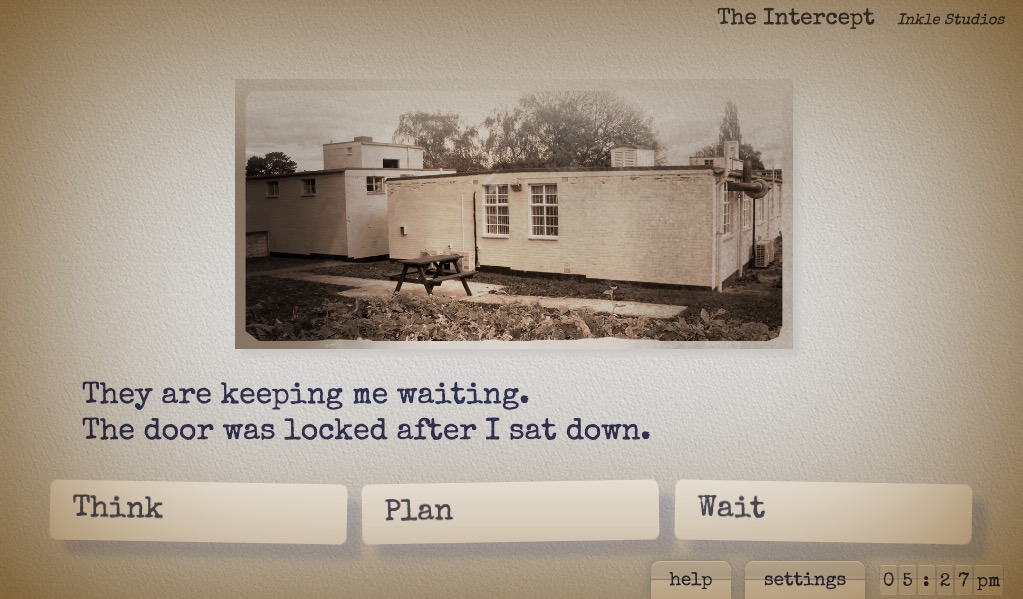 The Intercept Inkle Studios
They are keeping me waiting.
The door was locked after I sat down.
Think Plan Wait
help settings 05:27pm